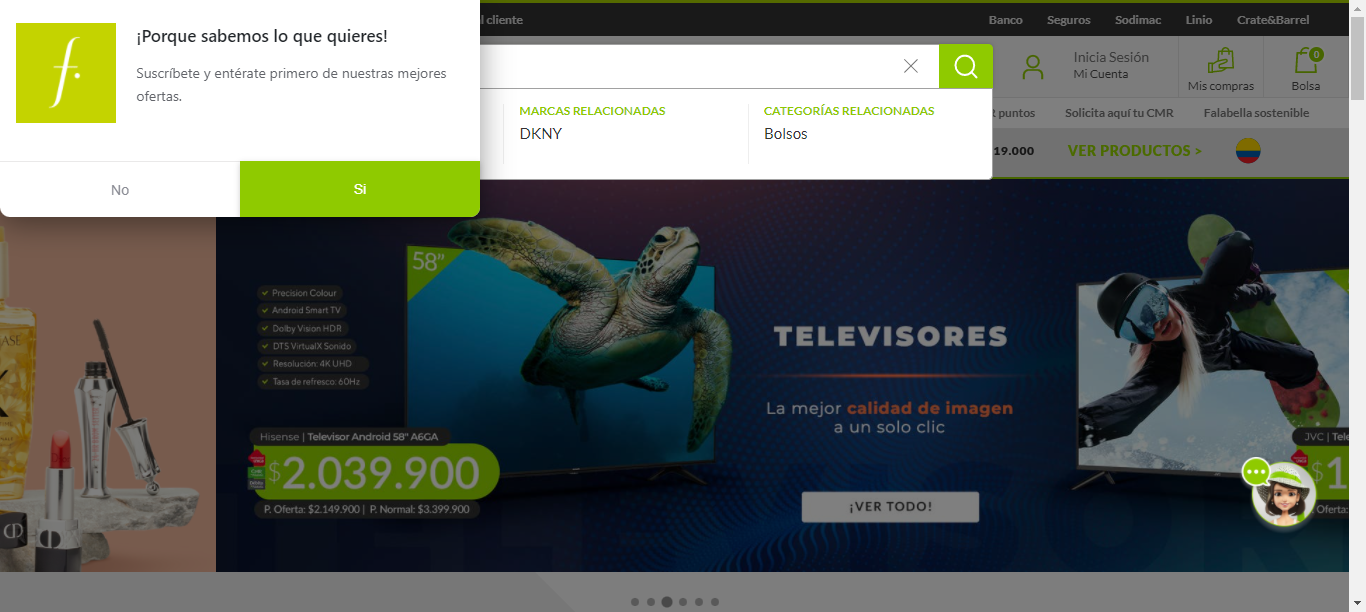 ¡Porque sabemos lo que quieres!
Suscríbete y entérate primero de nuestras mejores
ofertas.
No
Si
l cliente
Banco
Seguros
Sodimac
Linio
Crate&Barrel
Inicia Sesión
Mi Cuenta
Mis compras
0
Bolsa
MARCAS RELACIONADAS
DKNY
CATEGORÍAS RELACIONADAS
Bolsos
puntos
Solicita aquí tu CMR
Falabella sostenible
19.000
VER PRODUCTOS >
58”
Precision Colour
Android Smart TV
Dolby Vision HDR
DTS VirtualX Sonido
Resolución: 4K UHD
Tasa de refresco: 60Hz
TELEVISORES
La mejor calidad de imagen
a un solo clic
Hisense | Televisor Android 58" A6GA
$2.039.900
P. Oferta: $2.149.900 | P. Normal: $3.399.900
¡VER TODO!
JVC | Tele
$1
Oferta: